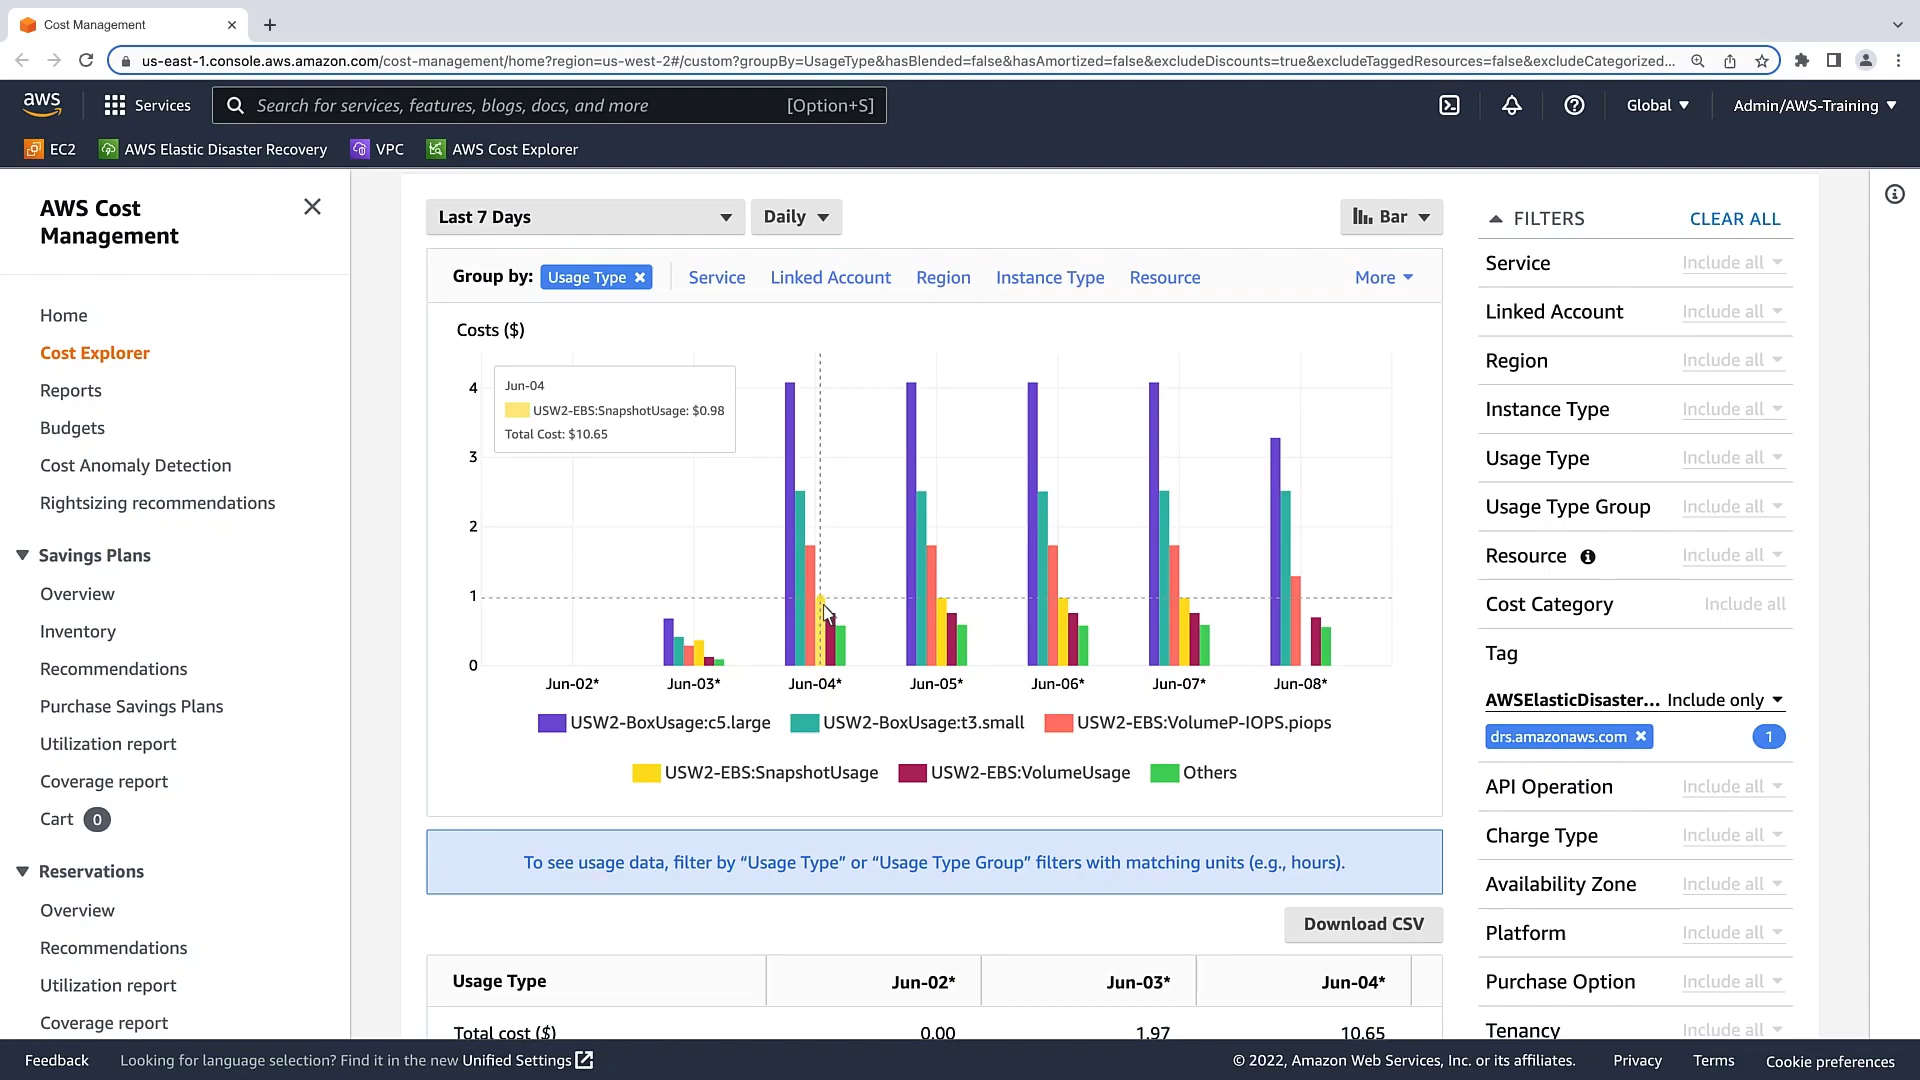 Cost Management
us-east-1.console.aws.amazon.com/cost-management/home?region=us-west-2#/custom?groupBy=UsageType&hasBlended=false&hasAmortized=false&excludeDiscounts=true&excludeTaggedResources=false&excludeCategorized...
aws
Services
Search for services, features, blogs, docs, and more [Option+S]
Global
Admin/AWS-Training
EC2
AWS Elastic Disaster Recovery
VPC
AWS Cost Explorer
AWS Cost
Management
Home
Cost Explorer
Reports
Budgets
Cost Anomaly Detection
Rightsizing recommendations
Savings Plans
Overview
Inventory
Recommendations
Purchase Savings Plans
Utilization report
Coverage report
Cart 0
Reservations
Overview
Recommendations
Utilization report
Coverage report
Last 7 Days
Daily
Bar
Group by: Usage Type Service Linked Account Region Instance Type Resource More
Costs ($)
4
3
2
1
0
Jun-04
USW2-EBS:SnapshotUsage: $0.98
Total Cost: $10.65
Jun-02* Jun-03* Jun-04* Jun-05* Jun-06* Jun-07* Jun-08*
USW2-BoxUsage:c5.large USW2-BoxUsage:t3.small USW2-EBS:VolumeP-IOPS.piops
USW2-EBS:SnapshotUsage USW2-EBS:VolumeUsage Others
To see usage data, filter by “Usage Type” or “Usage Type Group” filters with matching units (e.g., hours).
Download CSV
Usage Type Jun-02* Jun-03* Jun-04*
Total cost ($) 0.00 1.97 10.65
FILTERS CLEAR ALL
Service Include all
Linked Account Include all
Region Include all
Instance Type Include all
Usage Type Include all
Usage Type Group Include all
Resource Include all
Cost Category Include all
Tag
AWSElasticDisaster... Include only
drs.amazonaws.com 1
API Operation Include all
Charge Type Include all
Availability Zone Include all
Platform Include all
Purchase Option Include all
Tenancy Include all
Feedback
Looking for language selection? Find it in the new Unified Settings
© 2022, Amazon Web Services, Inc. or its affiliates.
Privacy
Terms
Cookie preferences